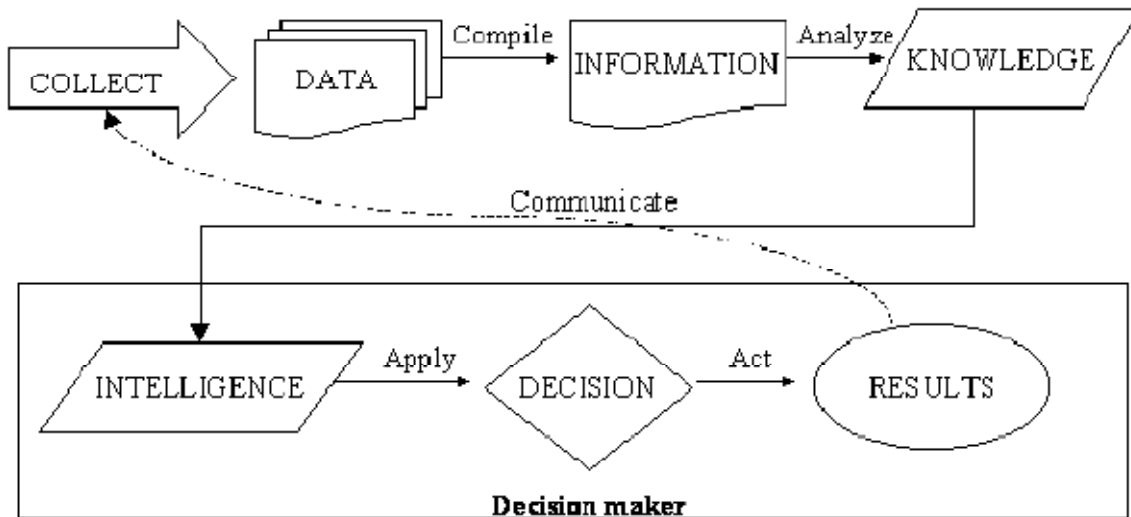 Compile
Analyze
COLLECT
DATA
INFORMATION
KNOWLEDGE
Communicate
INTELLIGENCE
Apply
DECISION
Act
RESULTS
Decision maker